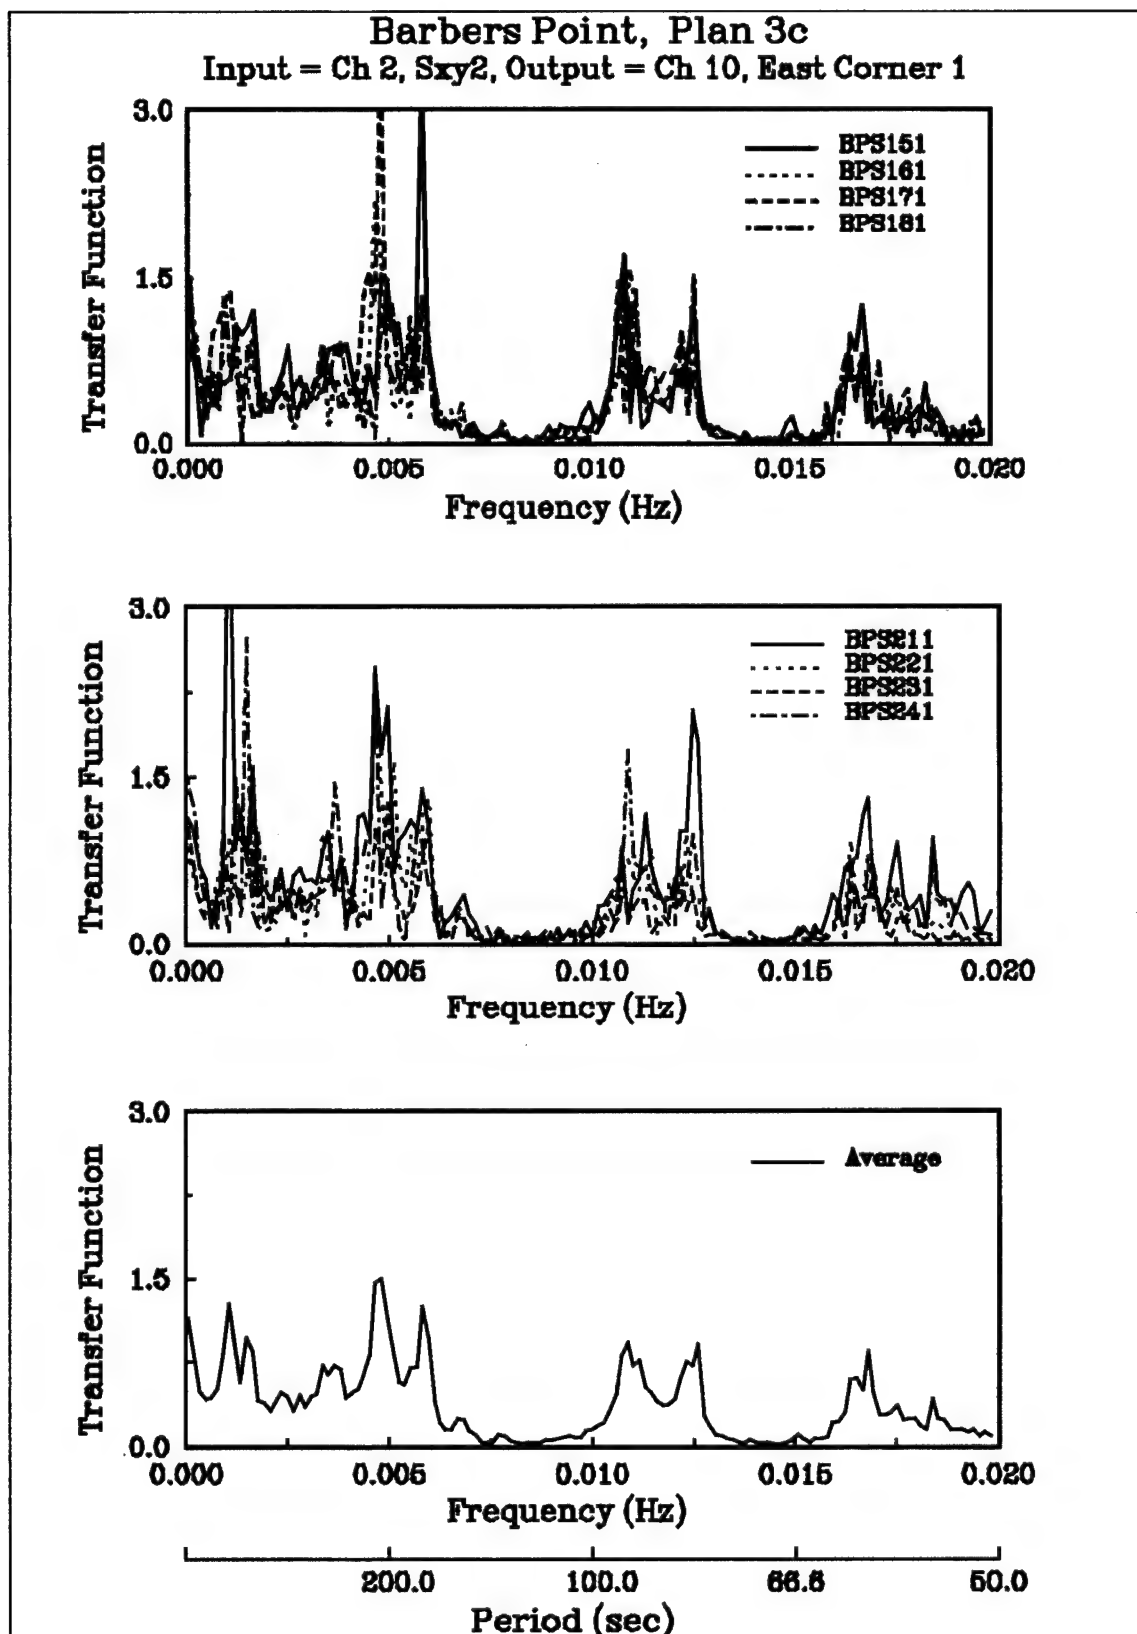 Barbers Point, Plan 3c
Input = Ch 2, Sxy2, Output = Ch 10, East Corner 1
3.0
1.5
0.0
Transfer Function
BPS151
BPS161
BPS171
BPS181
0.000 0.005 0.010 0.015 0.020
Frequency (Hz)
3.0
1.5
0.0
Transfer Function
BPS211
BPS221
BPS231
BPS241
0.000 0.005 0.010 0.015 0.020
Frequency (Hz)
3.0
1.5
0.0
Transfer Function
Average
0.000 0.005 0.010 0.015 0.020
Frequency (Hz)
200.0 100.0 66.6 50.0
Period (sec)